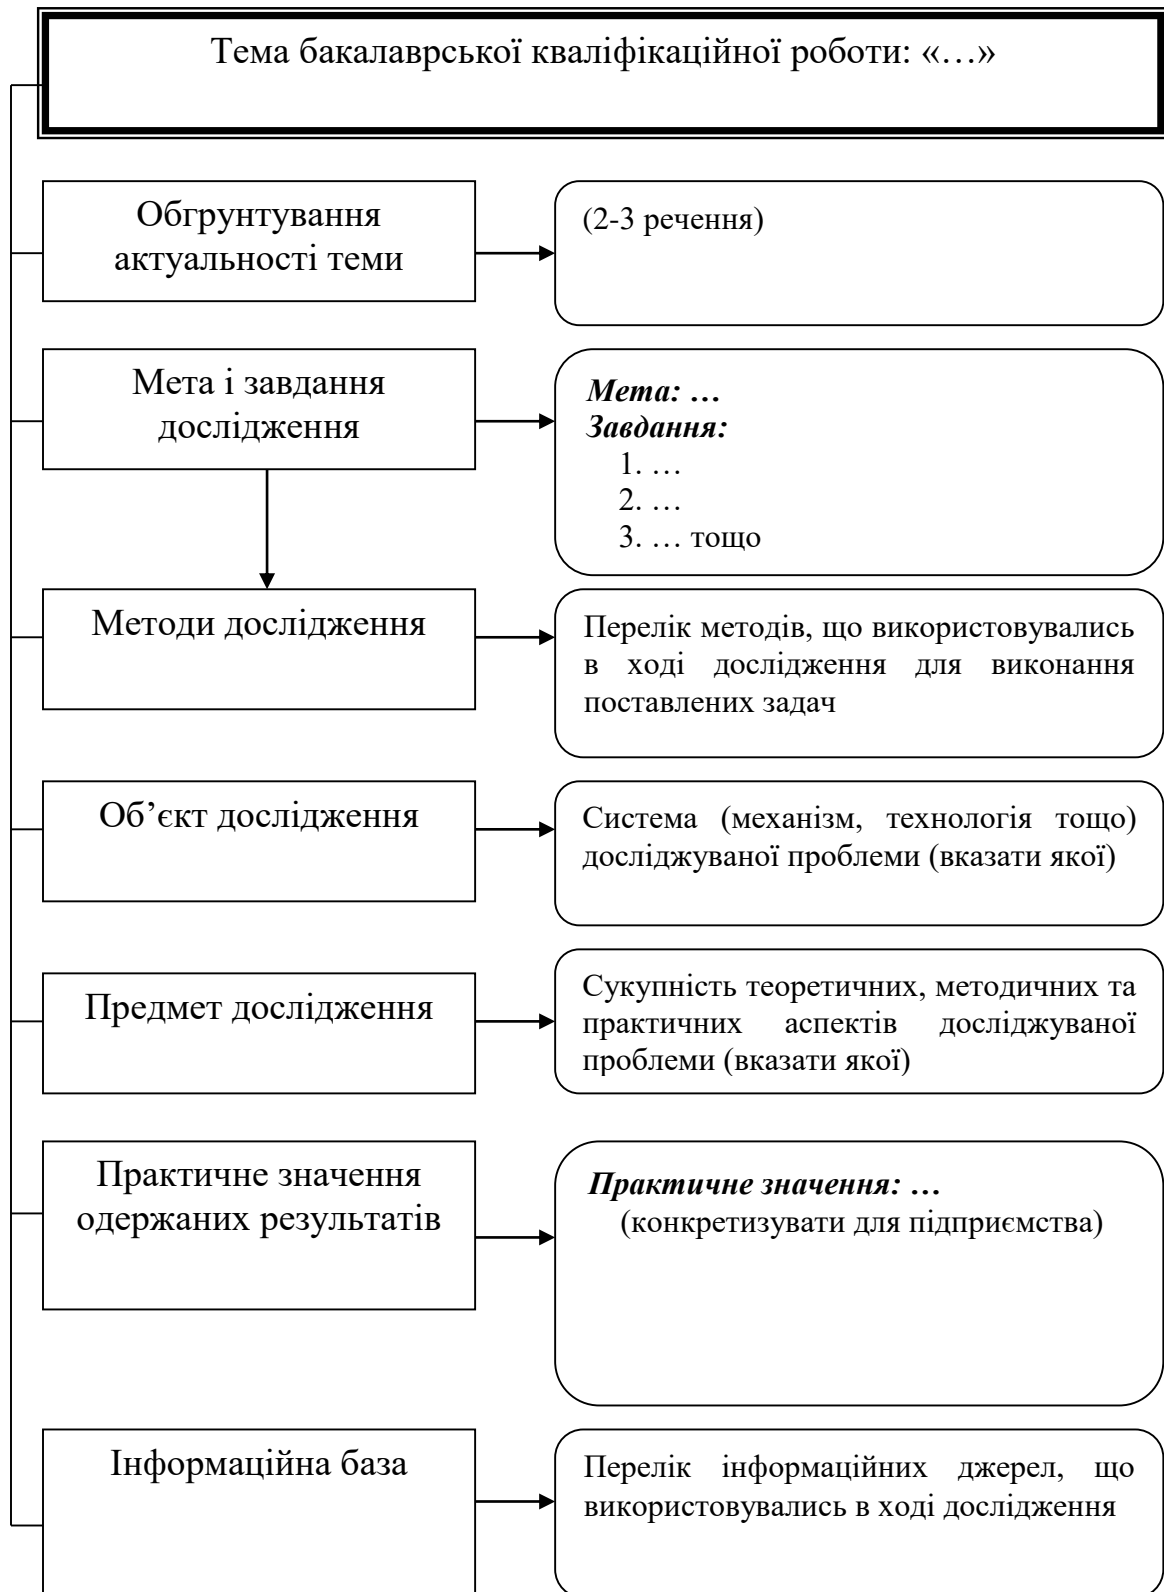 Тема бакалаврської кваліфікаційної роботи: «…»
Обгрунтування
актуальності теми
(2-3 речення)
Мета і завдання
дослідження
Мета: …
Завдання:
1. …
2. …
3. … тощо
Методи дослідження
Перелік методів, що використовувались
в ході дослідження для виконання
поставлених задач
Об’єкт дослідження
Система (механізм, технологія тощо)
досліджуваної проблеми (вказати якої)
Предмет дослідження
Сукупність теоретичних, методичних та
практичних аспектів досліджуваної
проблеми (вказати якої)
Практичне значення
одержаних результатів
Практичне значення: …
(конкретизувати для підприємства)
Інформаційна база
Перелік інформаційних джерел, що
використовувались в ході дослідження